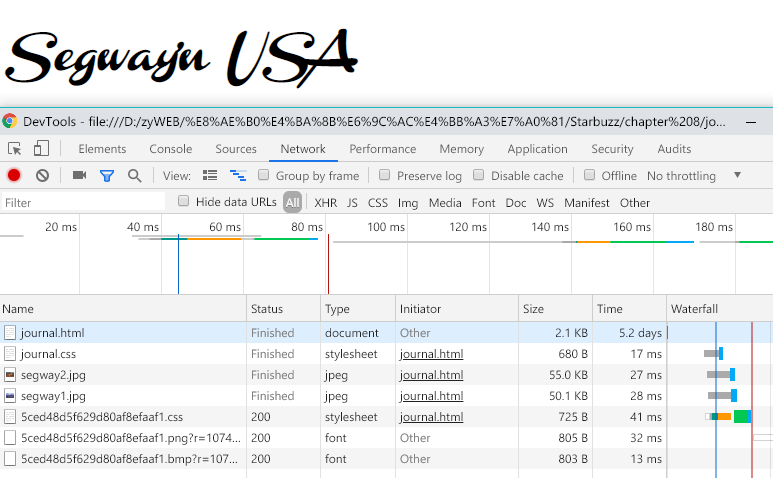 Segway'n USA
DevTools - file:///D:/zyWEB/%E8%AE%B0%E4%BA%8B%E6%9C%AC%E4%BB%A3%E7%A0%81/Starbuzz/chapter%208/jo...
Elements Console Sources Network Performance Memory Application Security Audits
View: Group by frame Preserve log Disable cache Offline No throttling
Filter Hide data URLs All XHR JS CSS Img Media Font Doc WS Manifest Other
20 ms 40 ms 60 ms 80 ms 100 ms 120 ms 140 ms 160 ms 180 ms
Name Status Type Initiator Size Time Waterfall
journal.html Finished document Other 2.1 KB 5.2 days
journal.css Finished stylesheet journal.html 680 B 17 ms
segway2.jpg Finished jpeg journal.html 55.0 KB 27 ms
segway1.jpg Finished jpeg journal.html 50.1 KB 28 ms
5ced48d5f629d80af8efaaf1.css 200 stylesheet journal.html 725 B 41 ms
5ced48d5f629d80af8efaaf1.png?r=1074... 200 font Other 805 B 32 ms
5ced48d5f629d80af8efaaf1.bmp?r=107... 200 font Other 803 B 13 ms